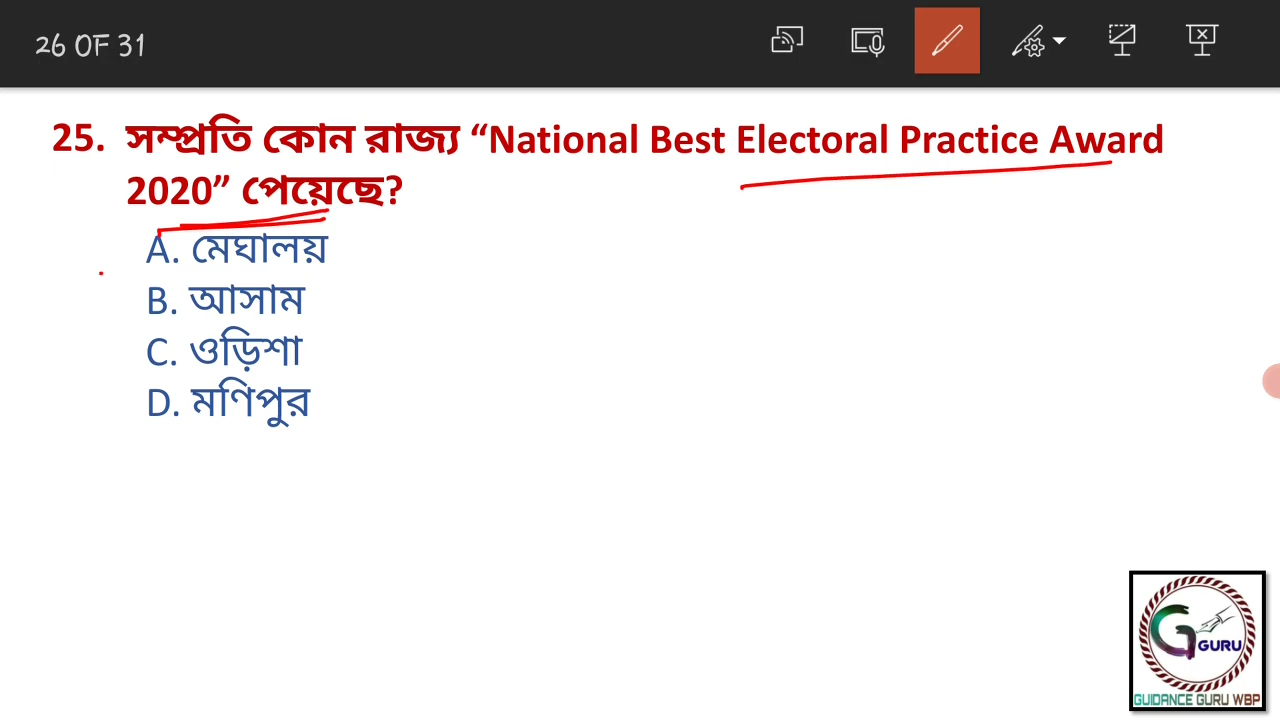 26 OF 31
25. সম্প্রতি কোন রাজ্য “National Best Electoral Practice Award
2020” পেয়েছে?
A. মেঘালয়
B. আসাম
C. ওড়িশা
D. মণিপুর
G GURU
GUIDANCE GURU WBP